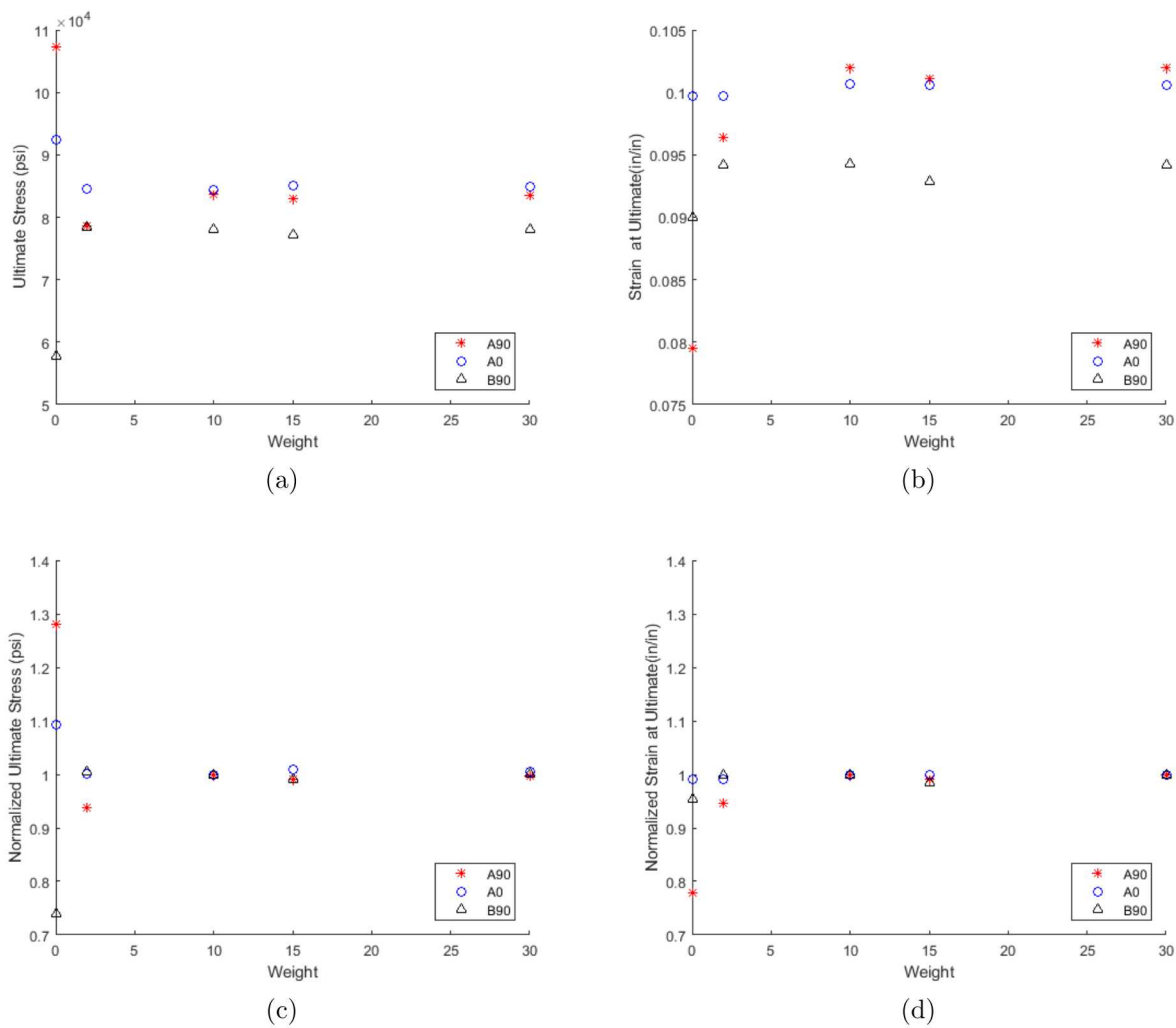 × 10⁴
11
10
9
8
7
6
5
Ultimate Stress (psi)
0 5 10 15 20 25 30
Weight
A90
A0
B90
(a)
0.105
0.1
0.095
0.09
0.085
0.08
0.075
Strain at Ultimate(in/in)
0 5 10 15 20 25 30
Weight
A90
A0
B90
(b)
1.4
1.3
1.2
1.1
1
0.9
0.8
0.7
Normalized Ultimate Stress (psi)
0 5 10 15 20 25 30
Weight
A90
A0
B90
(c)
1.4
1.3
1.2
1.1
1
0.9
0.8
0.7
Normalized Strain at Ultimate(in/in)
0 5 10 15 20 25 30
Weight
A90
A0
B90
(d)